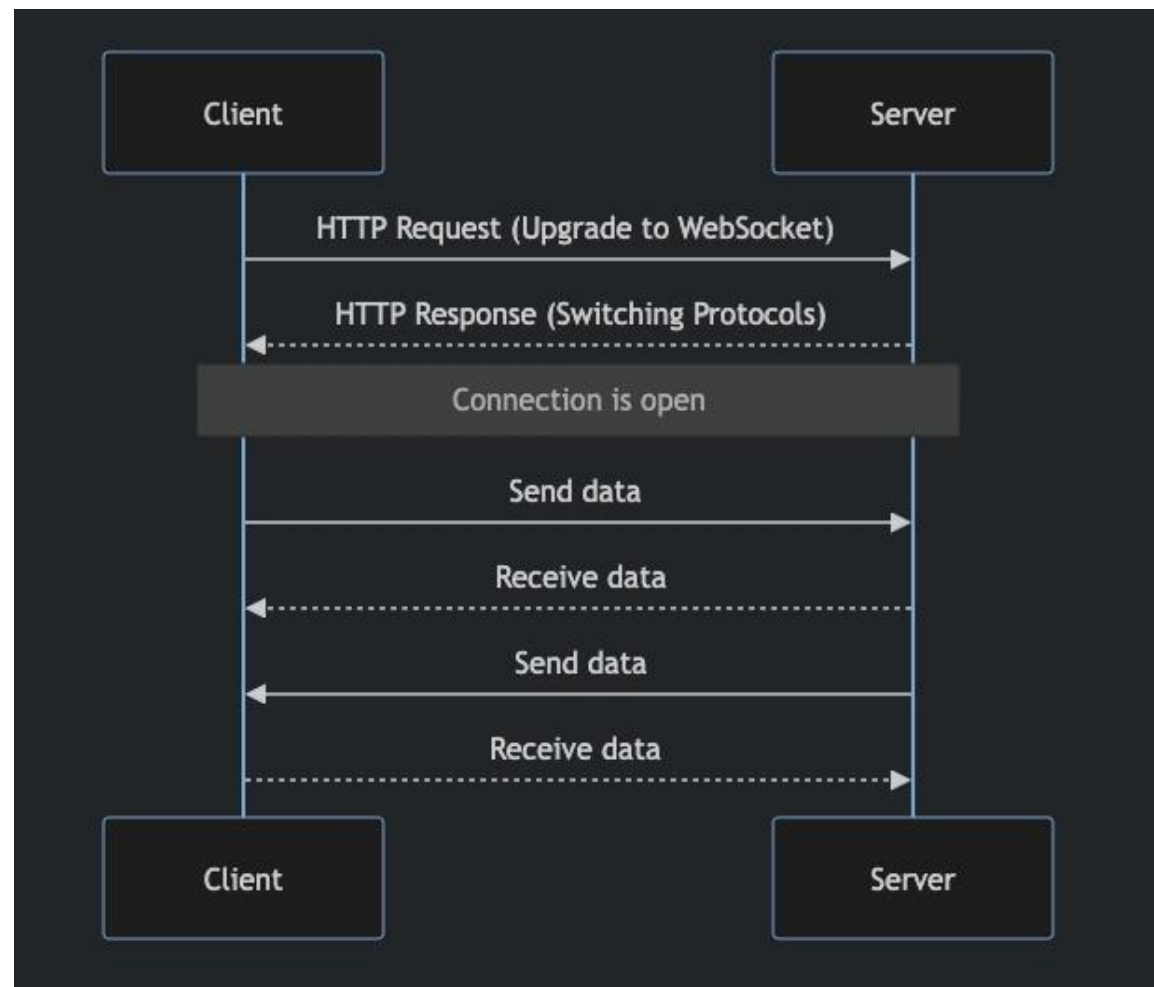 Client
Server
HTTP Request (Upgrade to WebSocket)
HTTP Response (Switching Protocols)
Connection is open
Send data
Receive data
Send data
Receive data
Client
Server